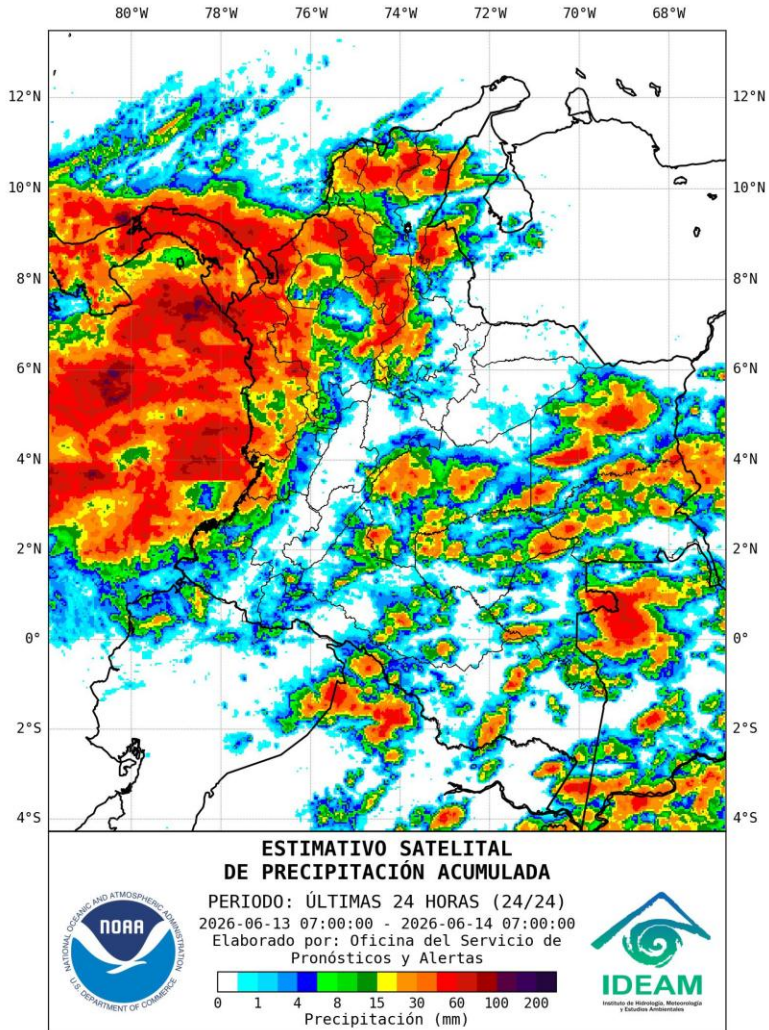 80°W 78°W 76°W 74°W 72°W 70°W 68°W
12°N 12°N
10°N 10°N
8°N 8°N
6°N 6°N
4°N 4°N
2°N 2°N
0° 0°
2°S 2°S
4°S 4°S
ESTIMATIVO SATELITAL
DE PRECIPITACIÓN ACUMULADA
PERIODO: ÚLTIMAS 24 HORAS (24/24)
2026-06-13 07:00:00 - 2026-06-14 07:00:00
Elaborado por: Oficina del Servicio de
Pronósticos y Alertas
0 1 4 8 15 30 60 100 200
Precipitación (mm)
NATIONAL OCEANIC AND ATMOSPHERIC ADMINISTRATION
NOAA
U.S. DEPARTMENT OF COMMERCE
IDEAM
Instituto de Hidrología, Meteorología
y Estudios Ambientales